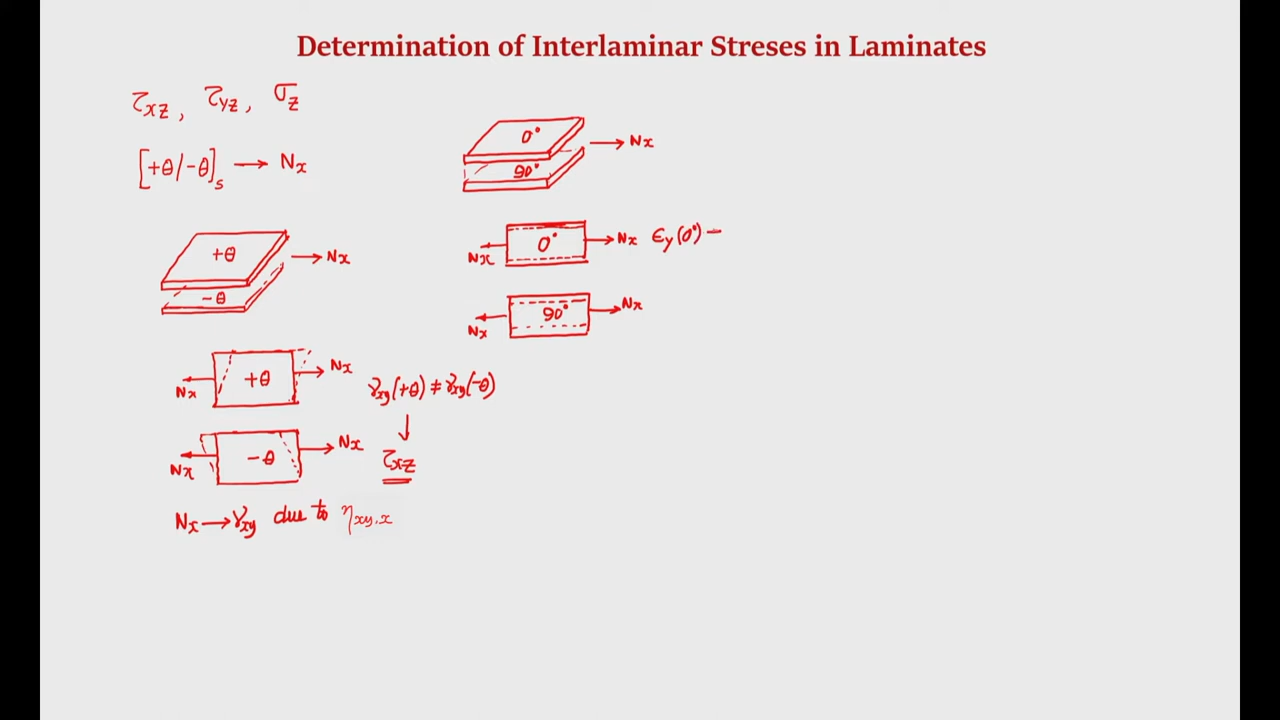 Determination of Interlaminar Streses in Laminates
τxz, τyz, σz
[+θ/-θ]s → Nx
+θ
-θ
→ Nx
Nx ← +θ → Nx
Nx ← -θ → Nx
γxy(+θ) ≠ γxy(-θ)
↓
τxz
Nx → γxy due to ηxy,x
0°
90°
→ Nx
Nx ← 0° → Nx εy(0°) -
Nx ← 90° → Nx